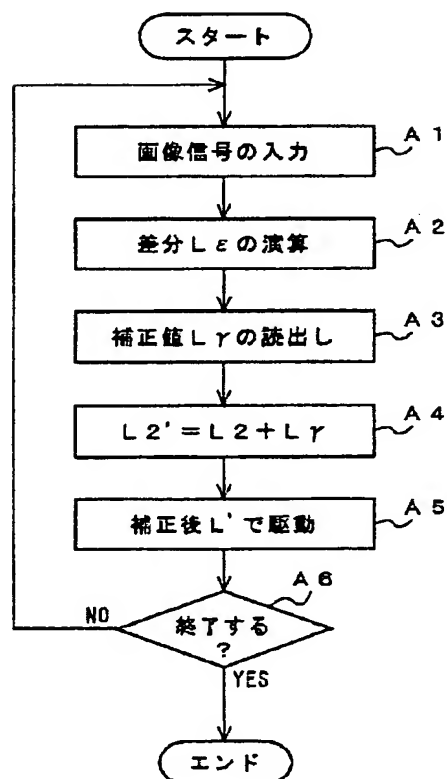 スタート
画像信号の入力
A1
差分Lεの演算
A2
補正値Lγの読出し
A3
L2'=L2+Lγ
A4
補正後L'で駆動
A5
A6
終了する
?
NO
YES
エンド